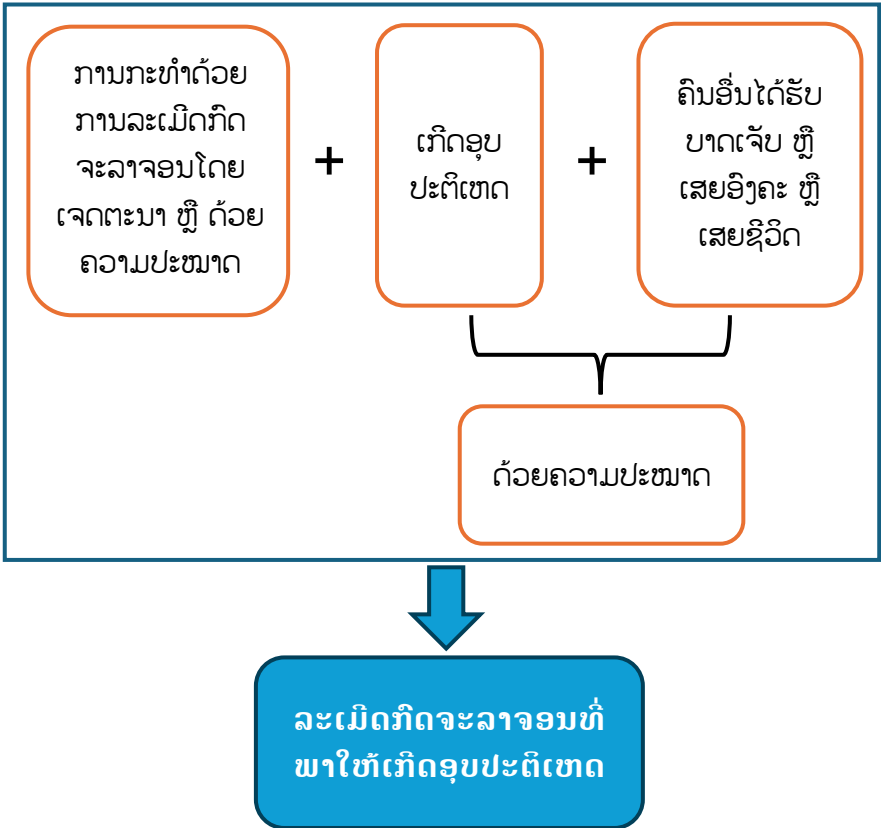 ການກະທຳດ້ວຍ
ການລະເມີດກົດ
ຈະລາຈອນໂດຍ
ເຈດຕະນາ ຫຼື ດ້ວຍ
ຄວາມປະໝາດ
+
ເກີດອຸບ
ປະຕິເຫດ
+
ຄົນອື່ນໄດ້ຮັບ
ບາດເຈັບ ຫຼື
ເສຍອົງຄະ ຫຼື
ເສຍຊີວິດ
ດ້ວຍຄວາມປະໝາດ
ລະເມີດກົດຈະລາຈອນທີ່
ພາໃຫ້ເກີດອຸບປະຕິເຫດ